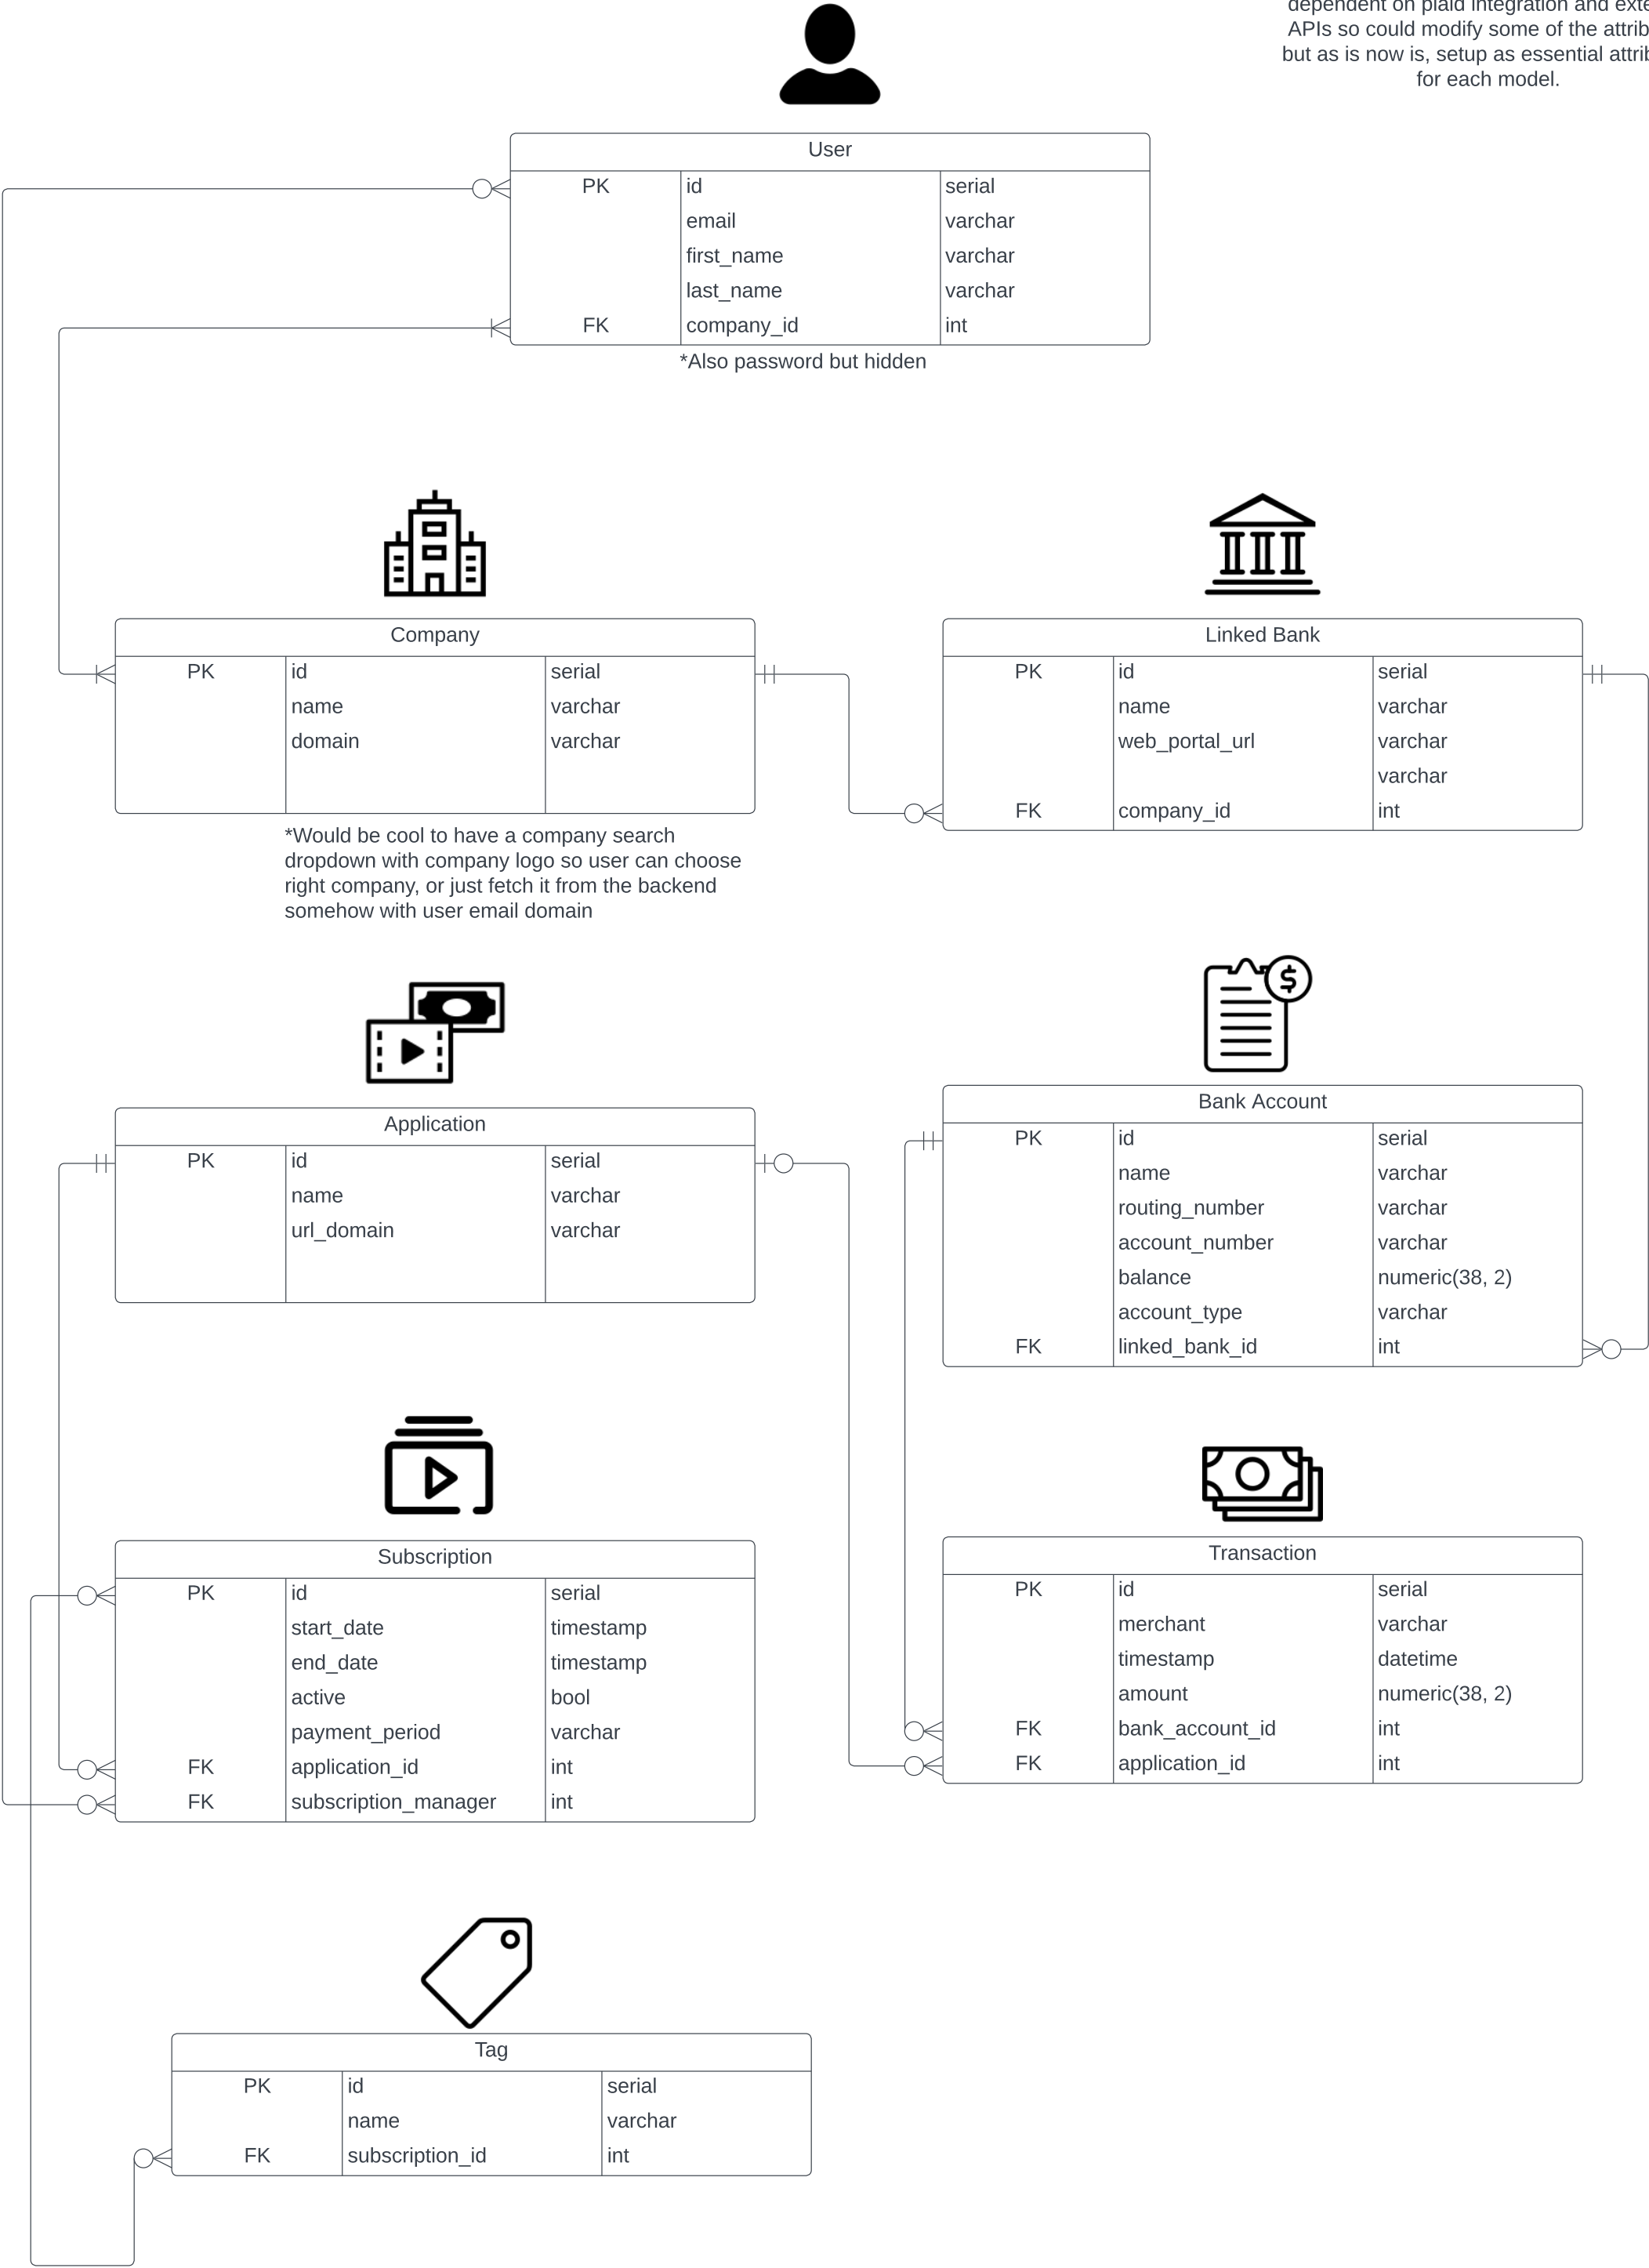 dependent on plaid integration and
APIs so could modify some of the
but as is now is, setup as essential
for each model.
User
PK id serial
email varchar
first_name varchar
last_name varchar
FK company_id int
*Also password but hidden
Company
PK id serial
name varchar
domain varchar
*Would be cool to have a company search
dropdown with company logo so user can choose
right company, or just fetch it from the backend
somehow with user email domain
Linked Bank
PK id serial
name varchar
web_portal_url varchar
varchar
FK company_id int
Application
PK id serial
name varchar
url_domain varchar
$
Bank Account
PK id serial
name varchar
routing_number varchar
account_number varchar
balance numeric(38, 2)
account_type varchar
FK linked_bank_id int
Subscription
PK id serial
start_date timestamp
end_date timestamp
active bool
payment_period varchar
FK application_id int
FK subscription_manager int
Transaction
PK id serial
merchant varchar
timestamp datetime
amount numeric(38, 2)
FK bank_account_id int
FK application_id int
Tag
PK id serial
name varchar
FK subscription_id int